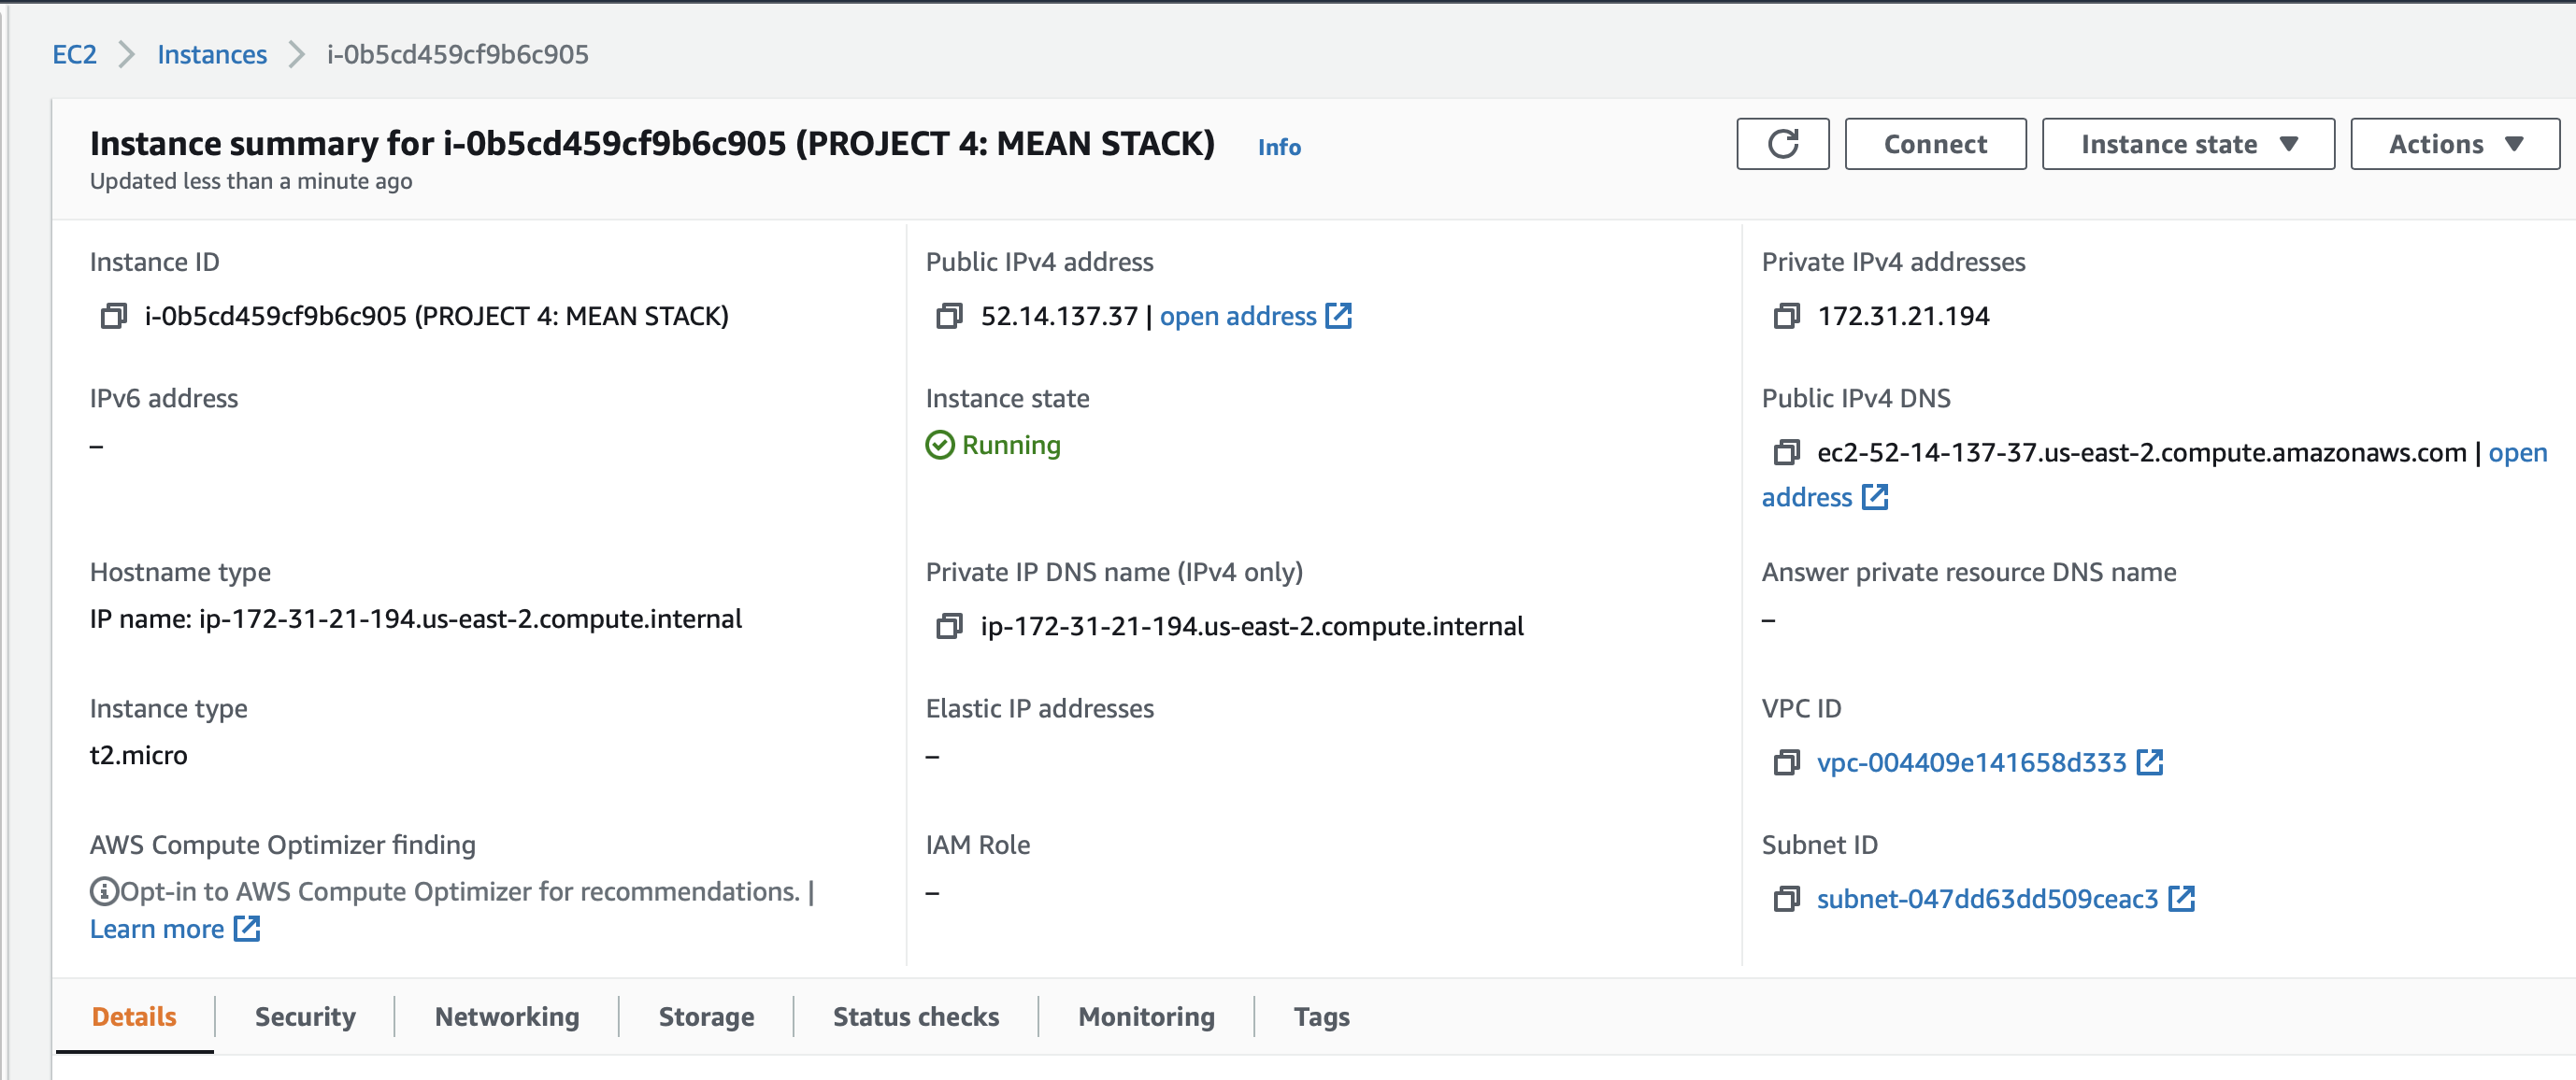 EC2 Instances i-0b5cd459cf9b6c905
Instance summary for i-0b5cd459cf9b6c905 (PROJECT 4: MEAN STACK) Info
Updated less than a minute ago
Connect
Instance state
Actions
Instance ID
i-0b5cd459cf9b6c905 (PROJECT 4: MEAN STACK)
Public IPv4 address
52.14.137.37 | open address
Private IPv4 addresses
172.31.21.194
IPv6 address
–
Instance state
Running
Public IPv4 DNS
ec2-52-14-137-37.us-east-2.compute.amazonaws.com | open
address
Hostname type
IP name: ip-172-31-21-194.us-east-2.compute.internal
Private IP DNS name (IPv4 only)
ip-172-31-21-194.us-east-2.compute.internal
Answer private resource DNS name
–
Instance type
t2.micro
Elastic IP addresses
–
VPC ID
vpc-004409e141658d333
AWS Compute Optimizer finding
Opt-in to AWS Compute Optimizer for recommendations. |
Learn more
IAM Role
–
Subnet ID
subnet-047dd63dd509ceac3
Details
Security
Networking
Storage
Status checks
Monitoring
Tags